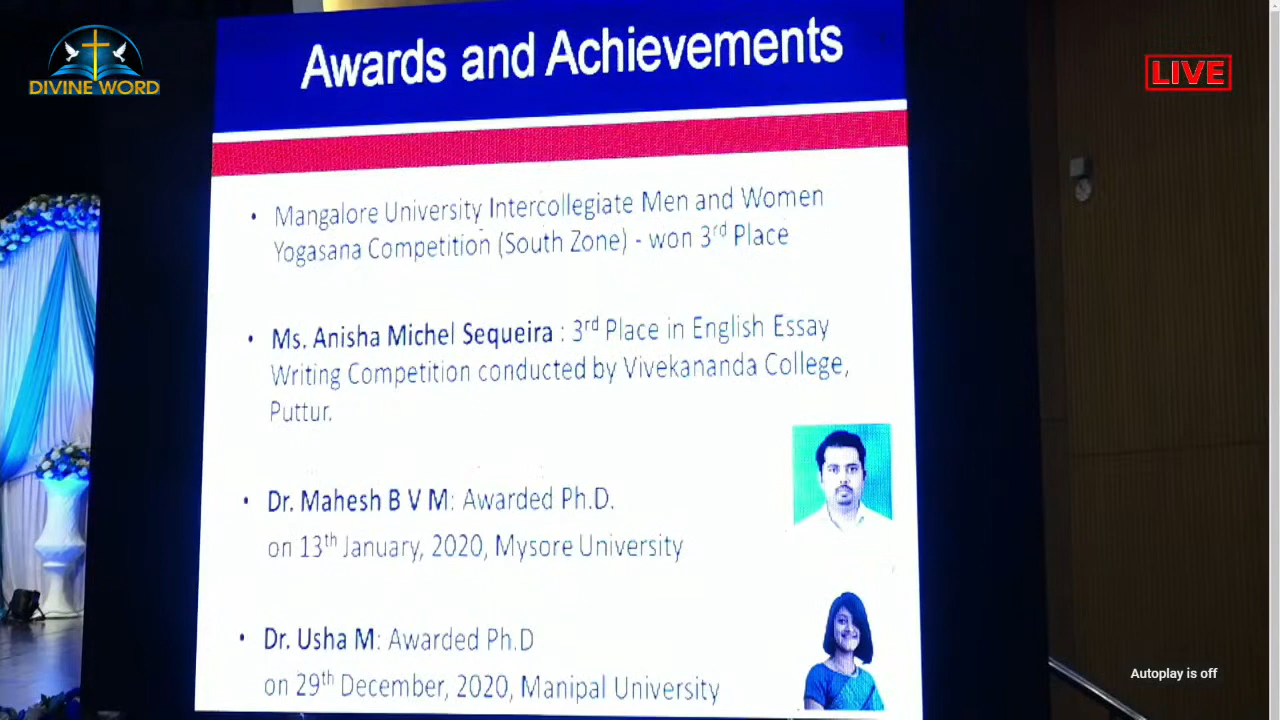 DIVINE WORD
LIVE
Awards and Achievements
• Mangalore University Intercollegiate Men and Women
Yogasana Competition (South Zone) - won 3rd Place
• Ms. Anisha Michel Sequeira : 3rd Place in English Essay
Writing Competition conducted by Vivekananda College,
Puttur.
• Dr. Mahesh B V M: Awarded Ph.D.
on 13th January, 2020, Mysore University
• Dr. Usha M: Awarded Ph.D
on 29th December, 2020, Manipal University
Autoplay is off